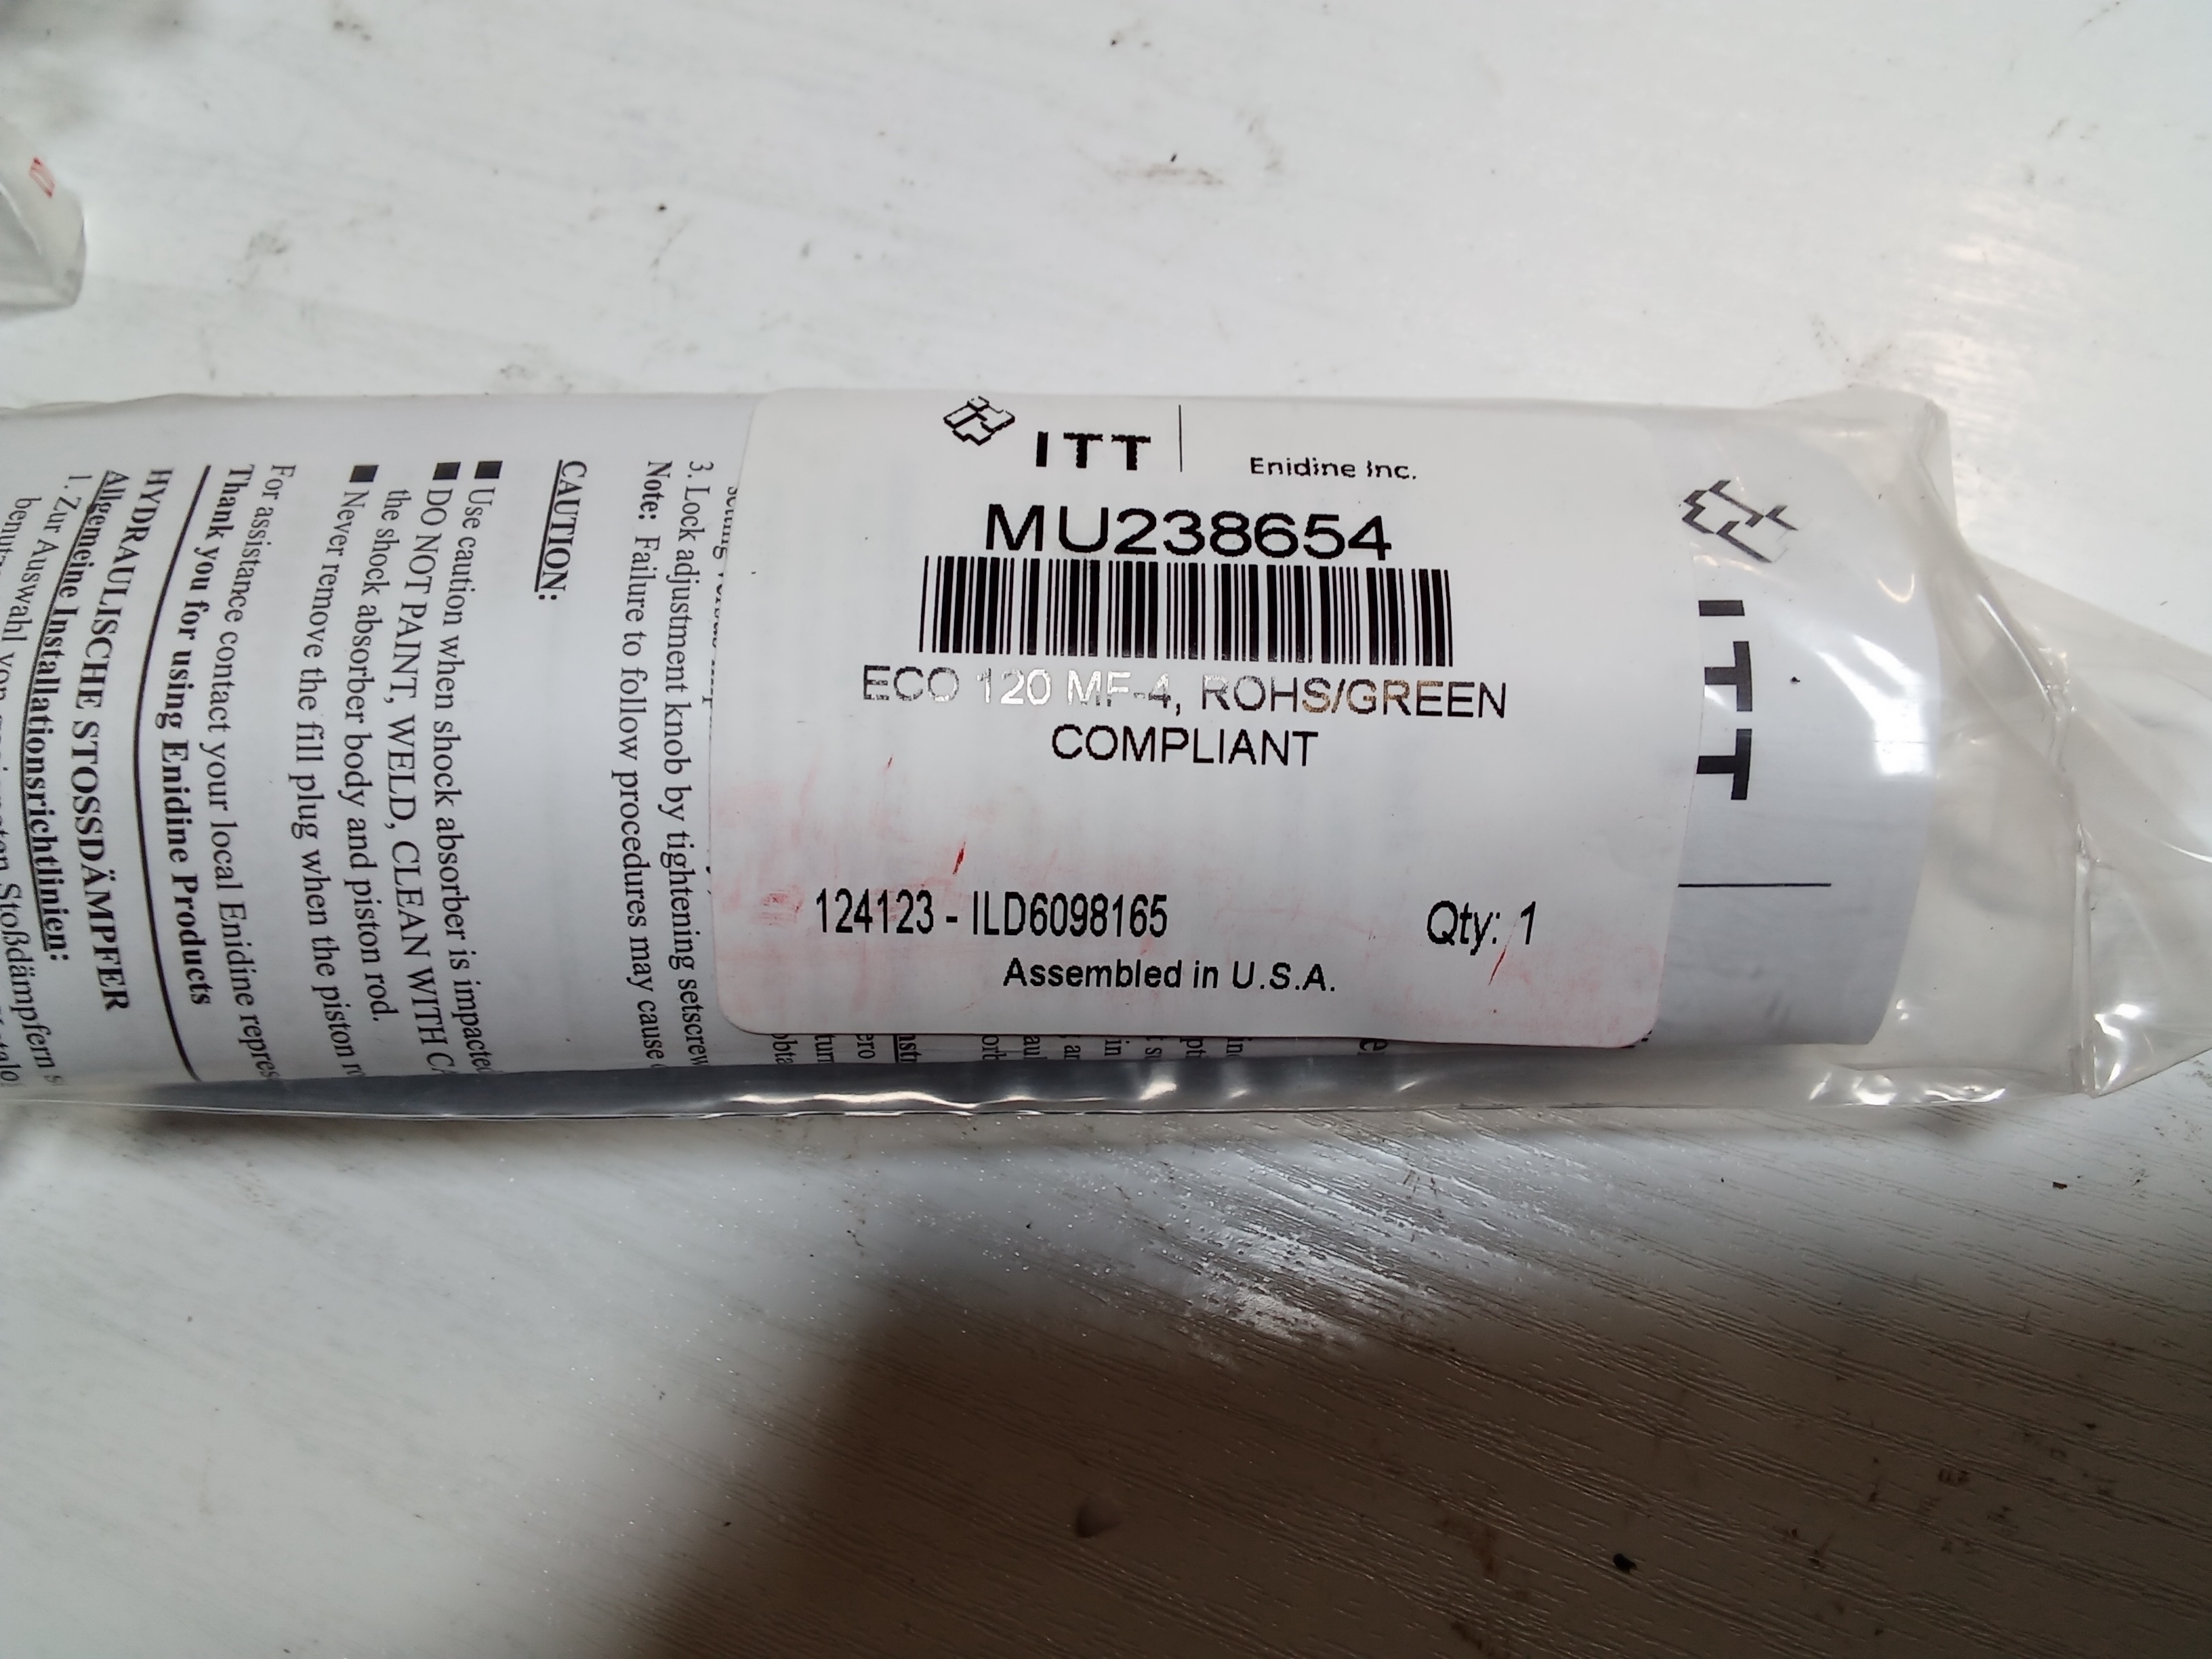 ITT
Enidine Inc.
MU238654
ECO 120 MF-4, ROHS/GREEN
COMPLIANT
124123 - ILD6098165
Qty: 1
Assembled in U.S.A.
ITT
3. Lock adjustment knob by tightening setscrew
Note: Failure to follow procedures may cause
CAUTION:
■ Use caution when shock absorber is impacted
■ DO NOT PAINT, WELD, CLEAN WITH
the shock absorber body and piston rod.
■ Never remove the fill plug when the piston
For assistance contact your local Enidine
Thank you for using Enidine Products
HYDRAULISCHE STOSSDÄMPFER
Allgemeine Installationsrichtlinien:
1. Zur Auswahl von Stoßdämpfern